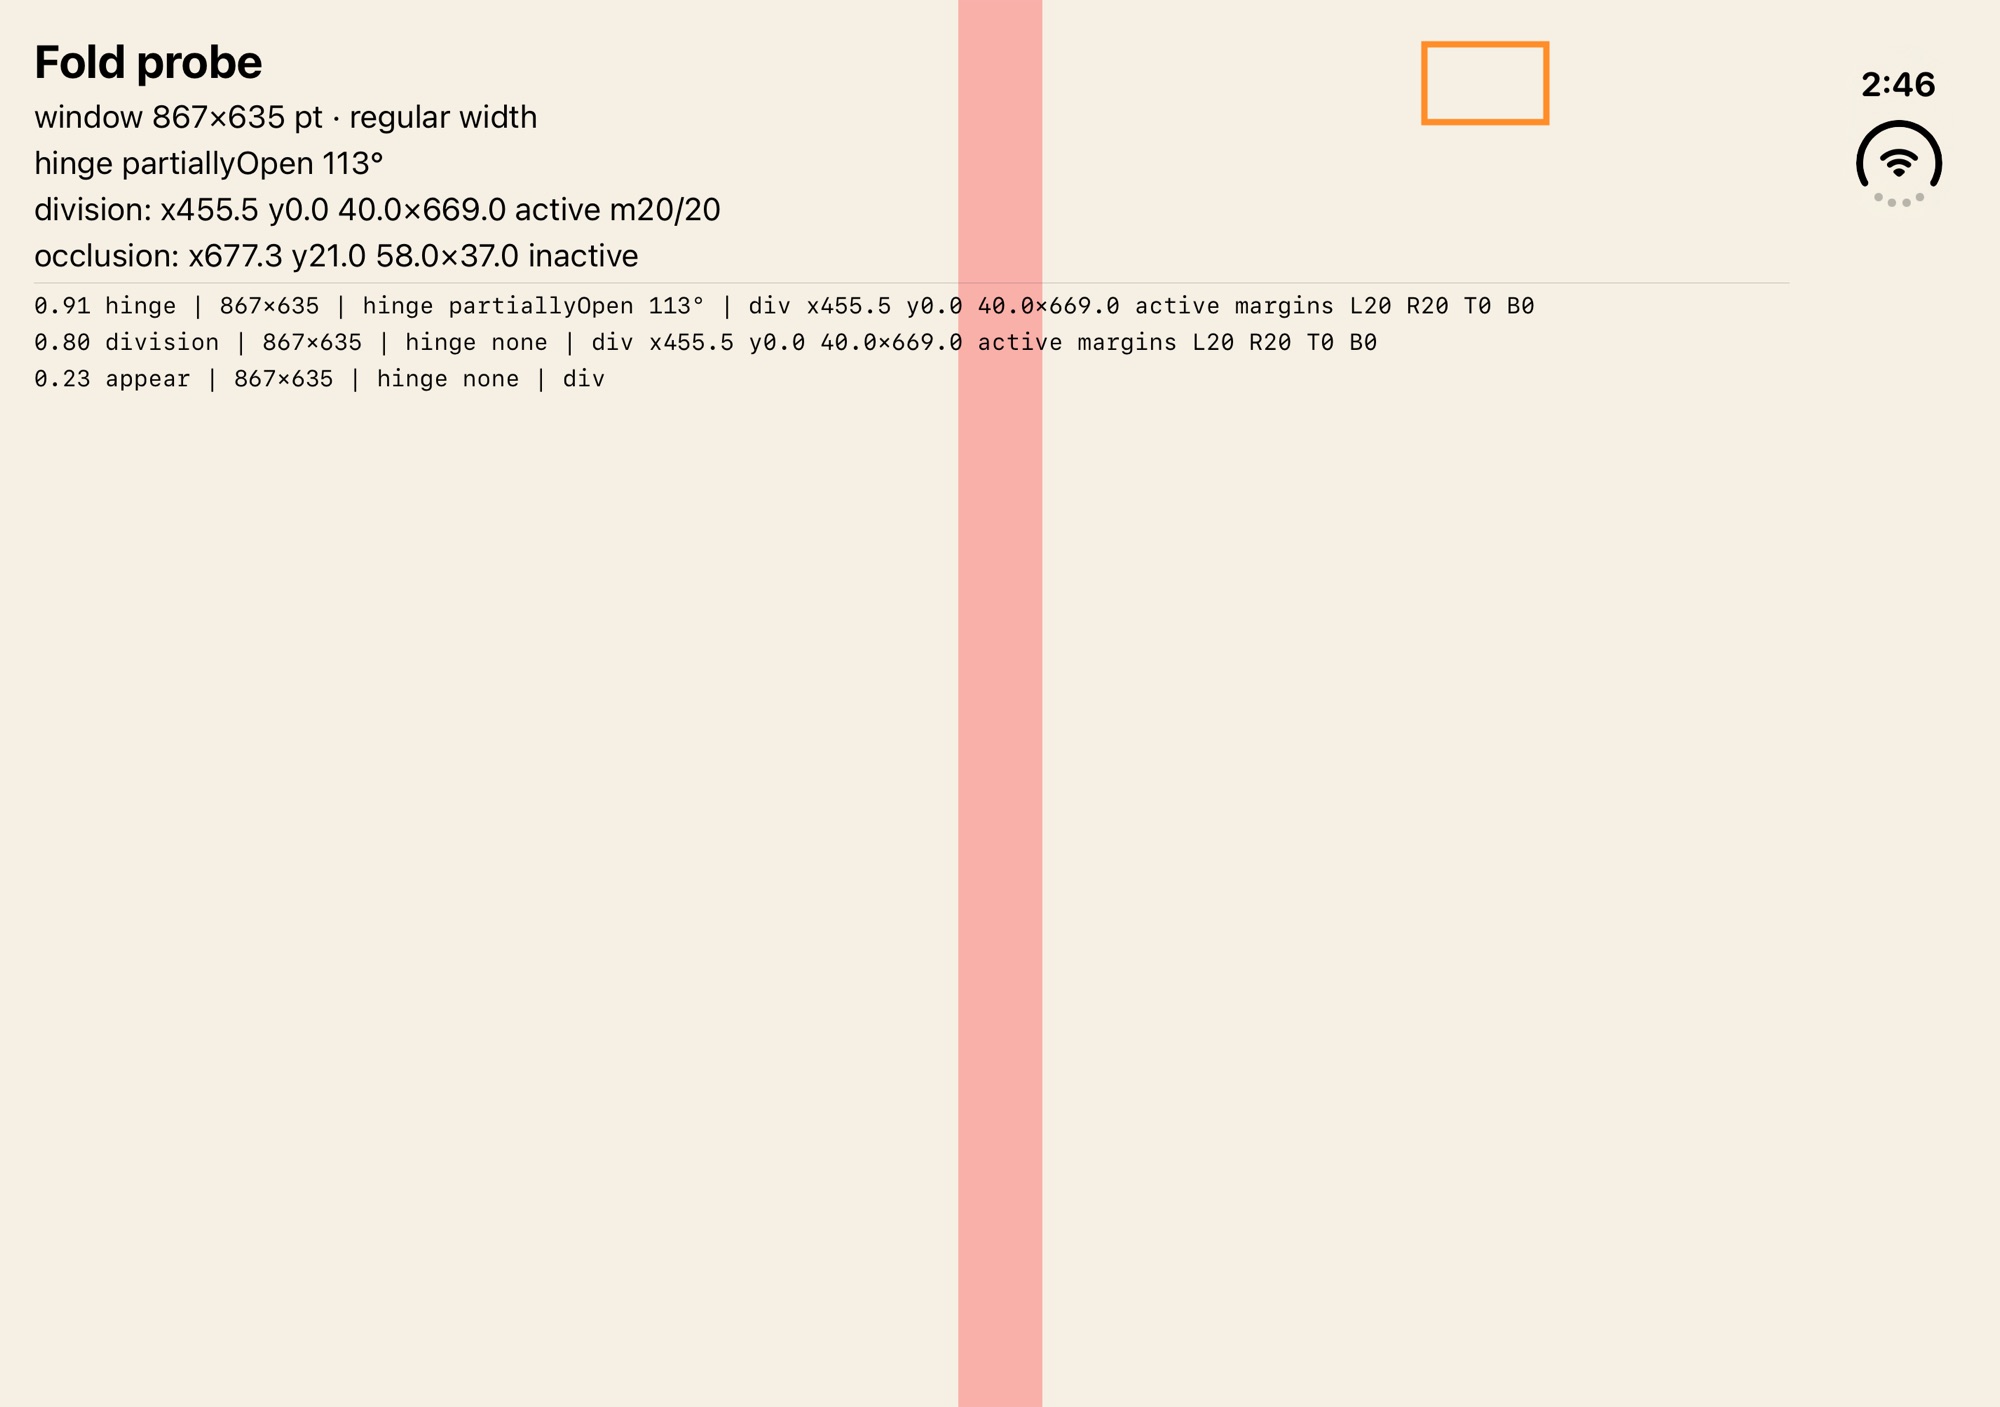 Fold probe
window 867×635 pt · regular width
hinge partiallyOpen 113°
division: x455.5 y0.0 40.0×669.0 active m20/20
occlusion: x677.3 y21.0 58.0×37.0 inactive
0.91 hinge | 867×635 | hinge partiallyOpen 113° | div x455.5 y0.0 40.0×669.0 active margins L20 R20 T0 B0
0.80 division | 867×635 | hinge none | div x455.5 y0.0 40.0×669.0 active margins L20 R20 T0 B0
0.23 appear | 867×635 | hinge none | div
2:46